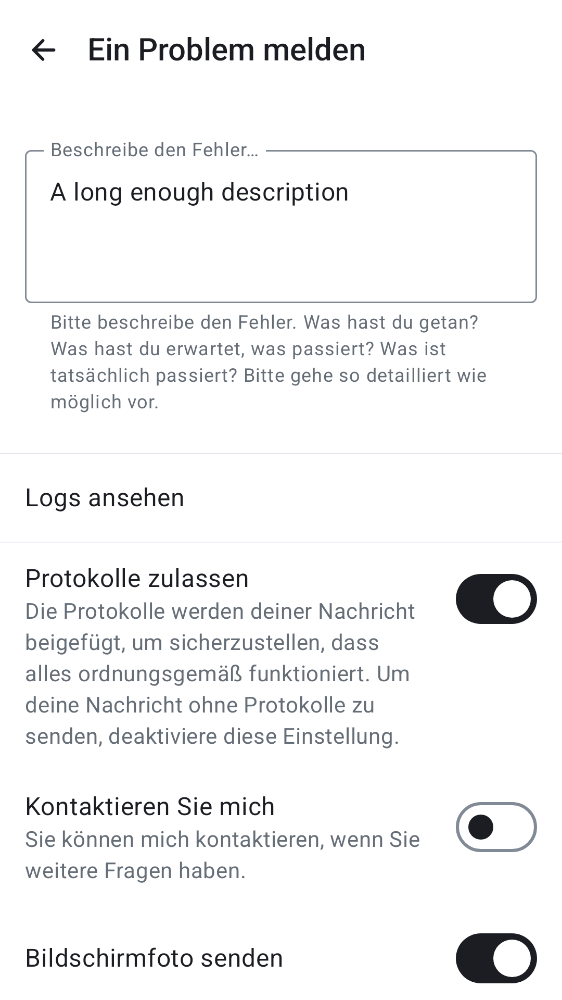 Ein Problem melden
Beschreibe den Fehler…
A long enough description
Bitte beschreibe den Fehler. Was hast du getan?
Was hast du erwartet, was passiert? Was ist
tatsächlich passiert? Bitte gehe so detailliert wie
möglich vor.
Logs ansehen
Protokolle zulassen
Die Protokolle werden deiner Nachricht
beigefügt, um sicherzustellen, dass
alles ordnungsgemäß funktioniert. Um
deine Nachricht ohne Protokolle zu
senden, deaktiviere diese Einstellung.
Kontaktieren Sie mich
Sie können mich kontaktieren, wenn Sie
weitere Fragen haben.
Bildschirmfoto senden